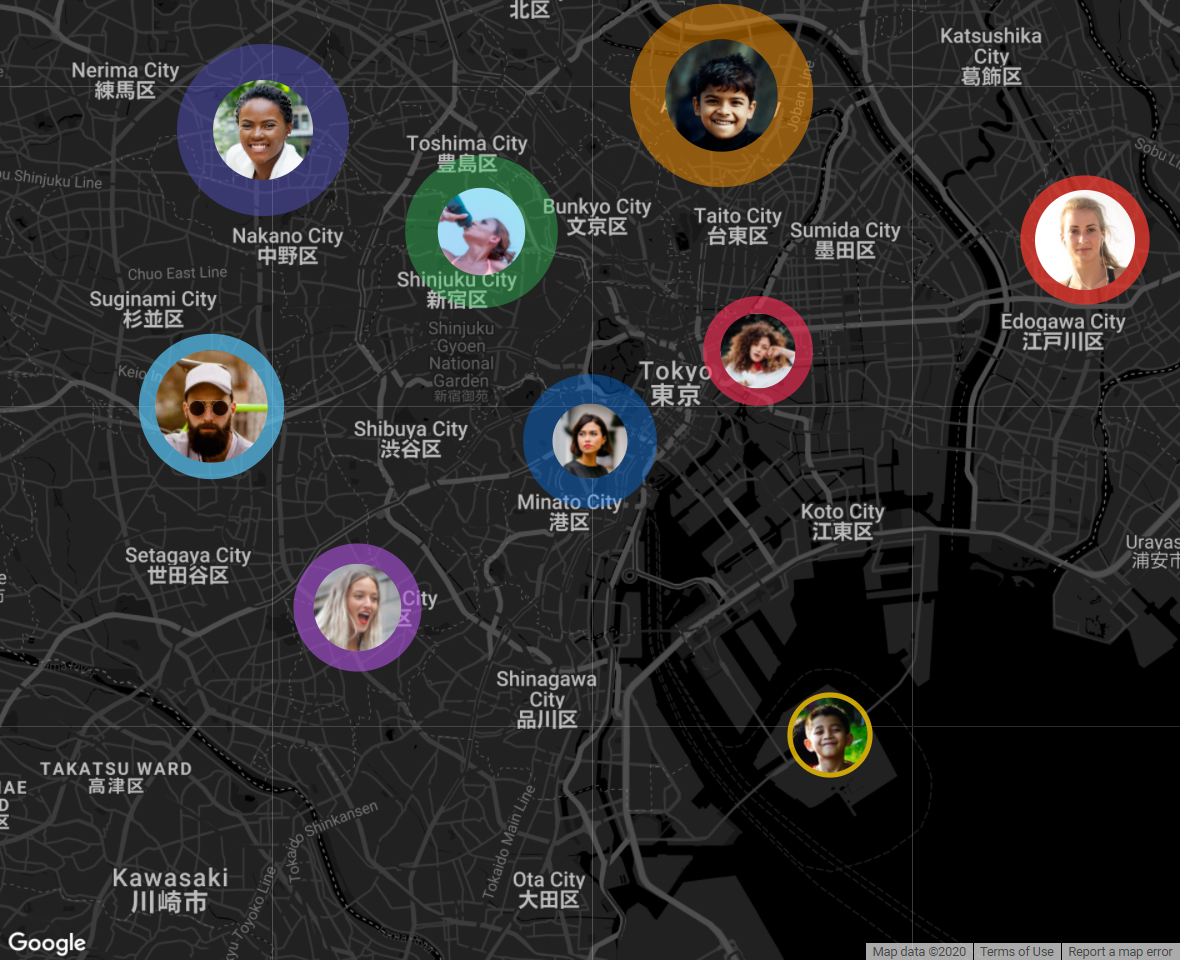 北区
Katsushika
City
葛飾区
Nerima City
練馬区
Joban Line
Toshima City
豊島区
Sobu L
u Shinjuku Line
Bunkyo City
文京区
Taito City
台東区
Sumida City
墨田区
Nakano City
中野区
Chuo East Line
Shinjuku City
新宿区
Suginami City
杉並区
Edogawa City
江戸川区
Shinjuku
Gyoen
National
Garden
新宿御苑
Keio
Tokyo
東京
Shibuya City
渋谷区
Minato City
港区
Koto City
江東区
Urayas
浦安市
Setagaya City
世田谷区
City
区
Shinagawa
City
品川区
TAKATSU WARD
高津区
Tokaido Shinkansen
Tokaido Main Line
Kawasaki
川崎市
Ota City
大田区
yu Toyoko Line
Google
Map data ©2020
Terms of Use
Report a map error